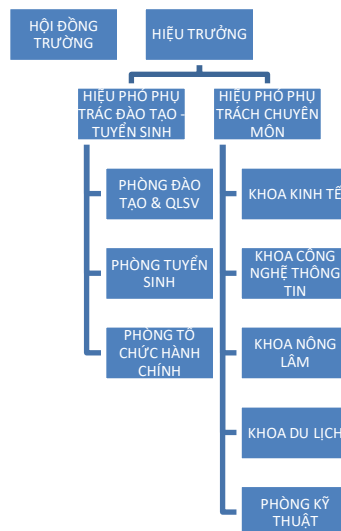 HỘI ĐỒNG
TRƯỜNG
HIỆU TRƯỞNG
HIỆU PHÓ PHỤ
TRÁC ĐÀO TẠO -
TUYỂN SINH
PHÒNG ĐÀO
TẠO & QLSV
PHÒNG TUYỂN
SINH
PHÒNG TỔ
CHỨC HÀNH
CHÍNH
HIỆU PHÓ PHỤ
TRÁCH CHUYÊN
MÔN
KHOA KINH TẾ
KHOA CÔNG
NGHỆ THÔNG
TIN
KHOA NÔNG
LÂM
KHOA DU LỊCH
PHÒNG KỸ
THUẬT